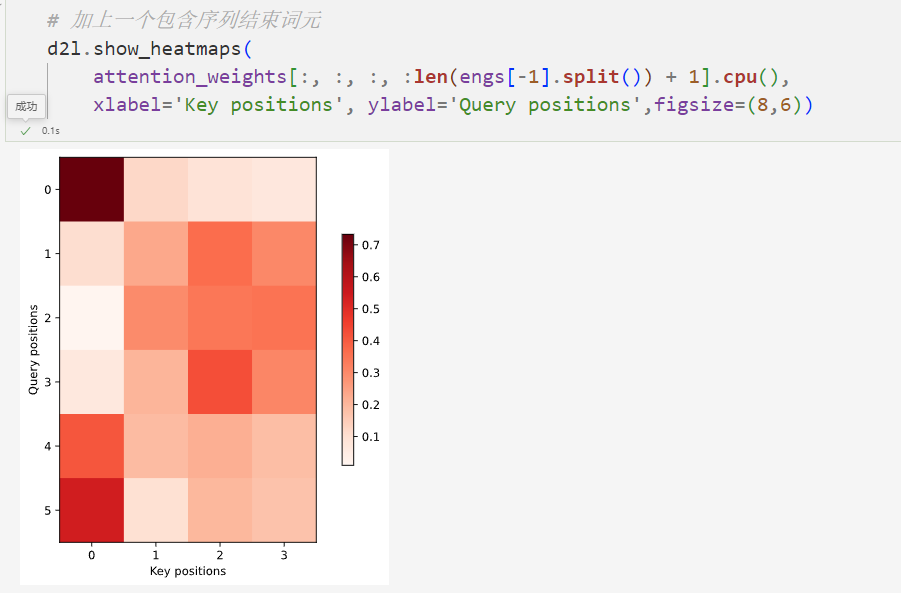 # 加上一个包含序列结束词元
d2l.show_heatmaps(
attention_weights[:, :, :, :len(engs[-1].split()) + 1].cpu(),
xlabel='Key positions', ylabel='Query positions',figsize=(8,6))
成功
0.1s
0
1
2
3
4
5
Query positions
0 1 2 3
Key positions
0.7
0.6
0.5
0.4
0.3
0.2
0.1